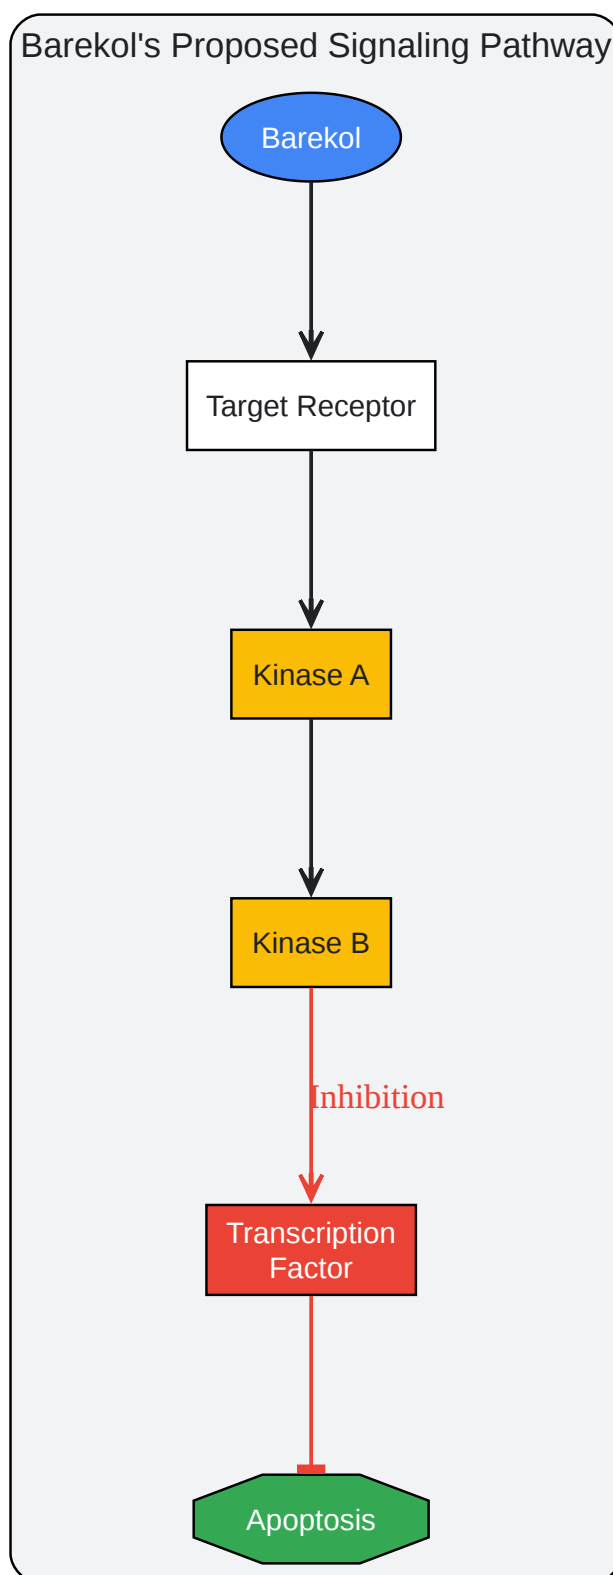 Barekol's Proposed Signaling Pathway
Barekol
Target Receptor
Kinase A
Kinase B
Inhibition
Transcription
Factor
Apoptosis